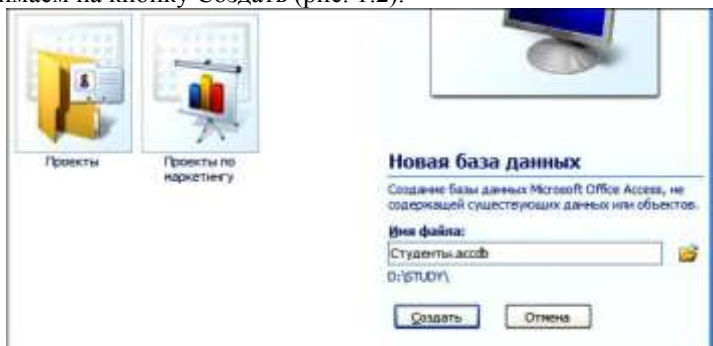 имаем на кнопку Создать (рис. 1.2).
Проекты
Проекты по
маркетингу
Новая база данных
Создание базы данных Microsoft Office Access, не
содержащей существующих данных или объектов.
Имя файла:
Студенты.accdb
D:\STUDY\
Создать
Отмена